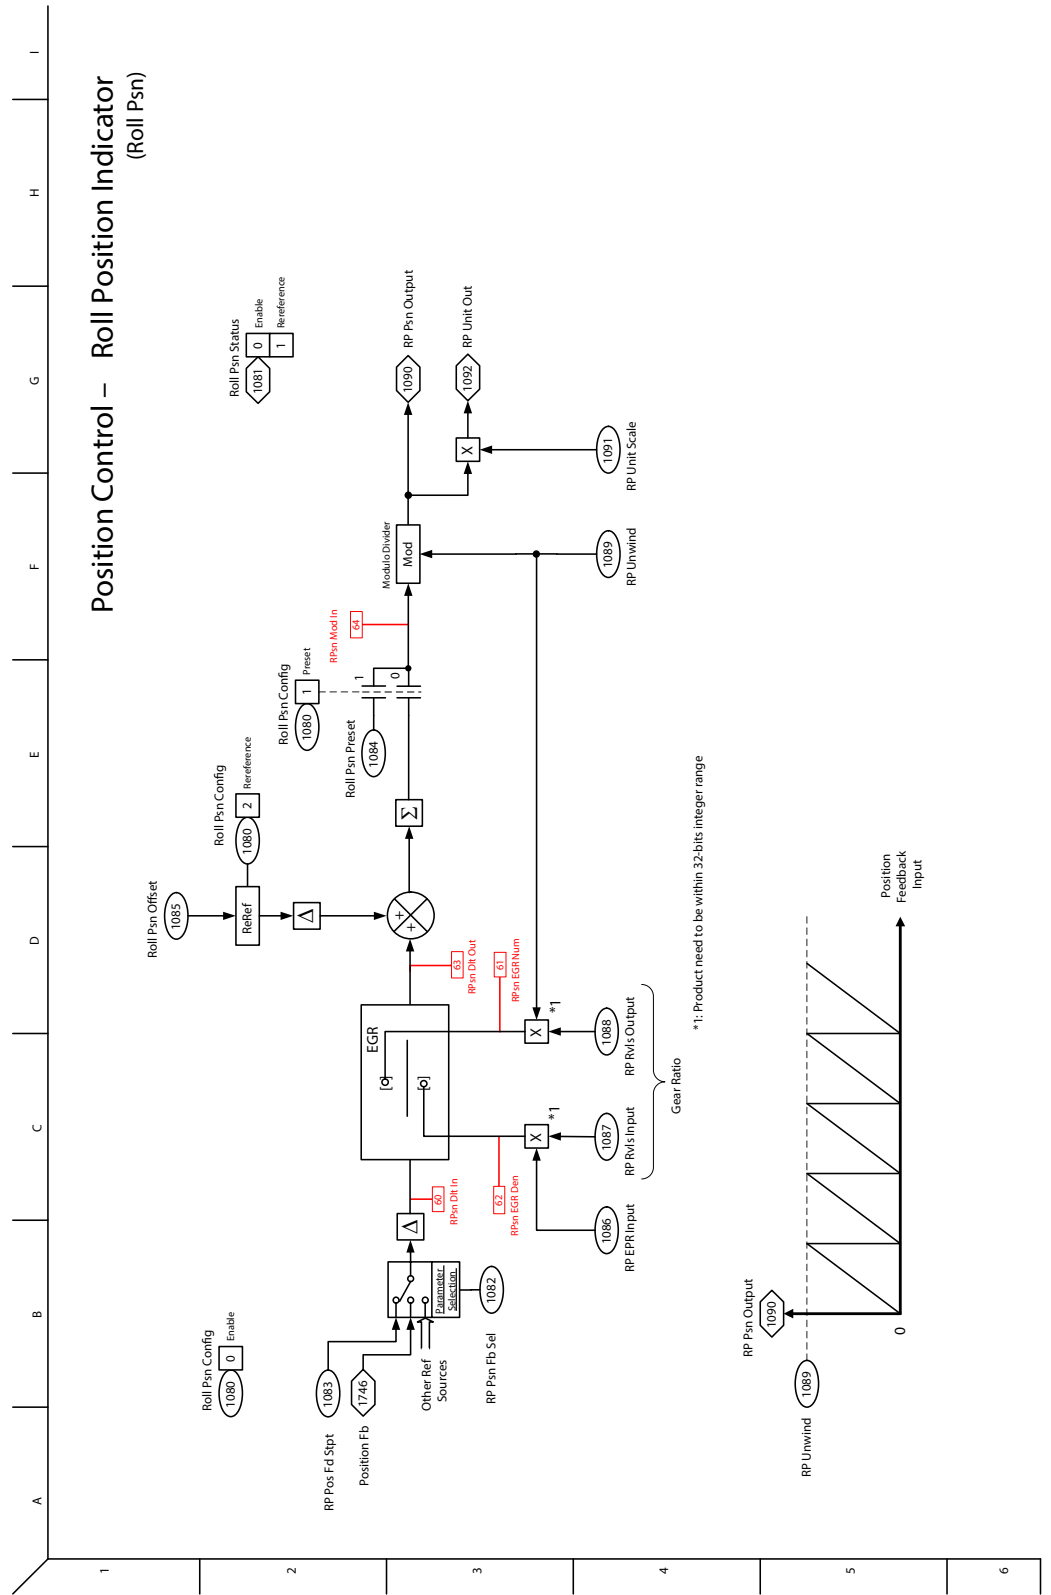 Position Control – Roll Position Indicator
(Roll Psn)
A
B
C
D
E
F
G
H
I
1
2
3
4
5
6
Roll Psn Config
1080
0
Enable
RP Pos Fd Stpt
1083
Position Fb
1746
Other Ref
Sources
Parameter
Selection
1082
RP Psn Fb Sel
Δ
60
RPsn Dlt In
EGR
[ ]
[ ]
62
RPsn EGR Den
X
*1
1086
RP EPR Input
1087
RP Rvls Input
Gear Ratio
61
RPsn EGR Num
X
*1
1088
RP Rvls Output
63
RPsn Dlt Out
Roll Psn Offset
1085
ReRef
Δ
+
+
Roll Psn Config
1080
2
Rereference
Σ
Roll Psn Config
1080
1
Preset
Roll Psn Preset
1084
1
0
64
RPsn Mod In
Modulo Divider
Mod
1089
RP Unwind
X
1091
RP Unit Scale
1090
RP Psn Output
1092
RP Unit Out
Roll Psn Status
1081
0
Enable
1
Rereference
*1: Product need to be within 32-bits integer range
RP Psn Output
1090
RP Unwind
1089
0
Position
Feedback
Input